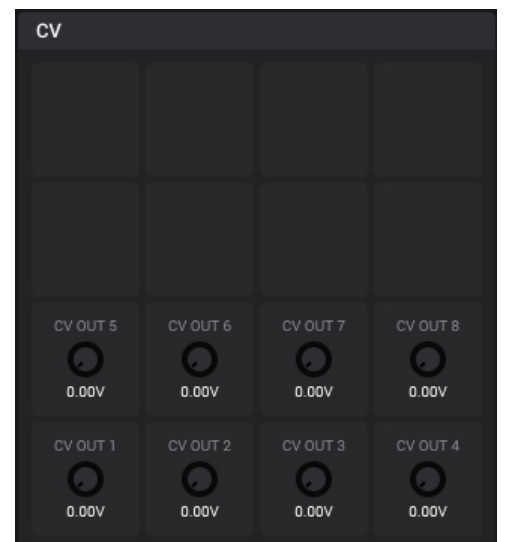 CV
CV OUT 5 CV OUT 6 CV OUT 7 CV OUT 8
0.00V 0.00V 0.00V 0.00V
CV OUT 1 CV OUT 2 CV OUT 3 CV OUT 4
0.00V 0.00V 0.00V 0.00V